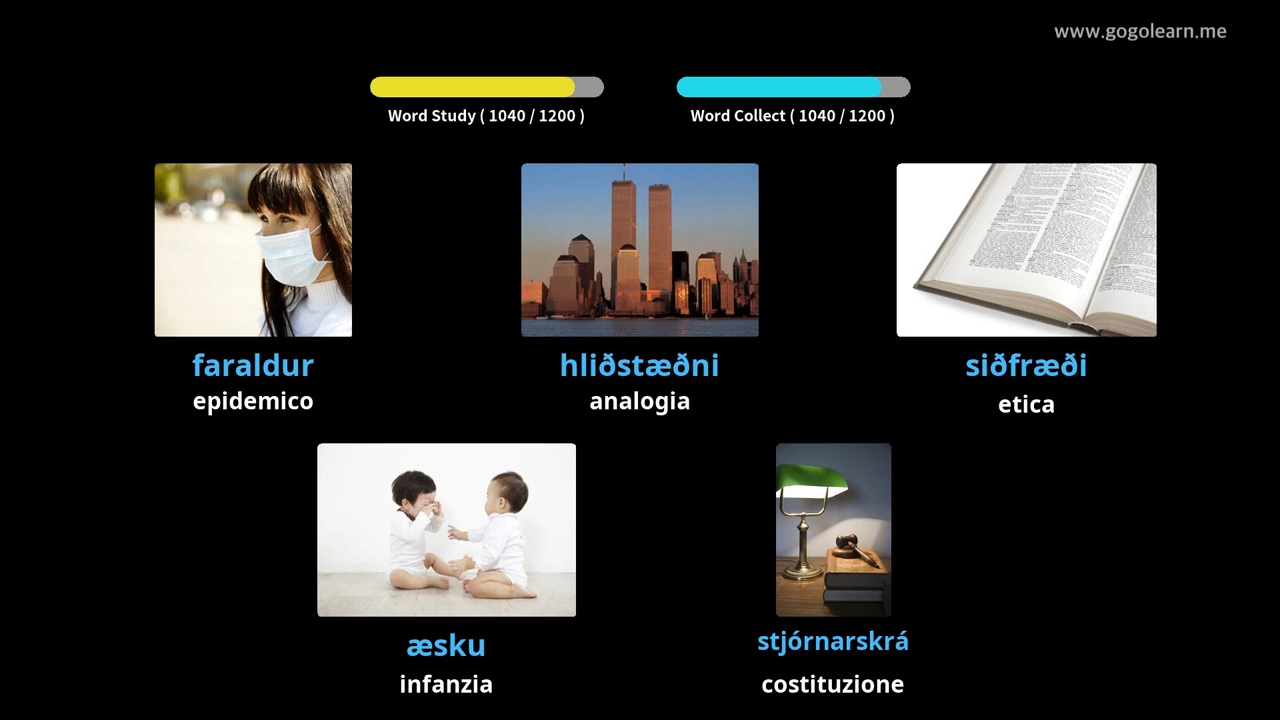 www.gogolearn.me
Word Study ( 1040 / 1200 )
Word Collect ( 1040 / 1200 )
faraldur
epidemico
hliðstæðni
analogia
siðfræði
etica
æsku
infanzia
stjórnarskrá
costituzione